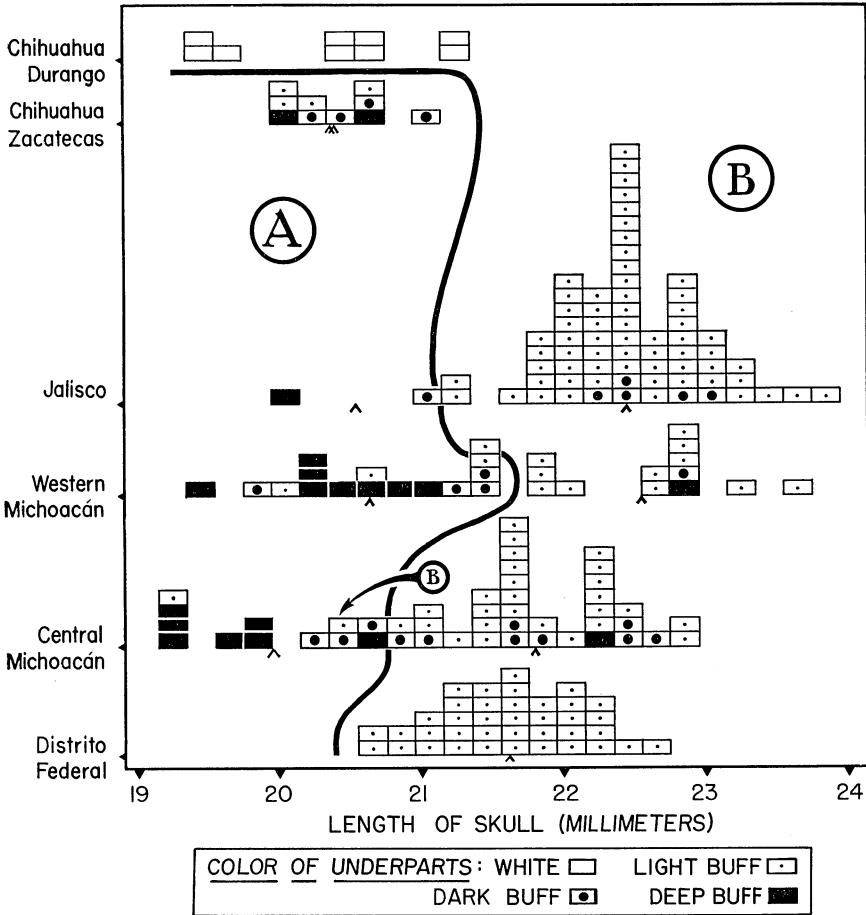 Chihuahua
Durango
Chihuahua
Zacatecas
A
B
Jalisco
Western
Michoacán
B
Central
Michoacán
Distrito
Federal
19 20 21 22 23 24
LENGTH OF SKULL (MILLIMETERS)
COLOR OF UNDERPARTS: WHITE LIGHT BUFF
DARK BUFF DEEP BUFF